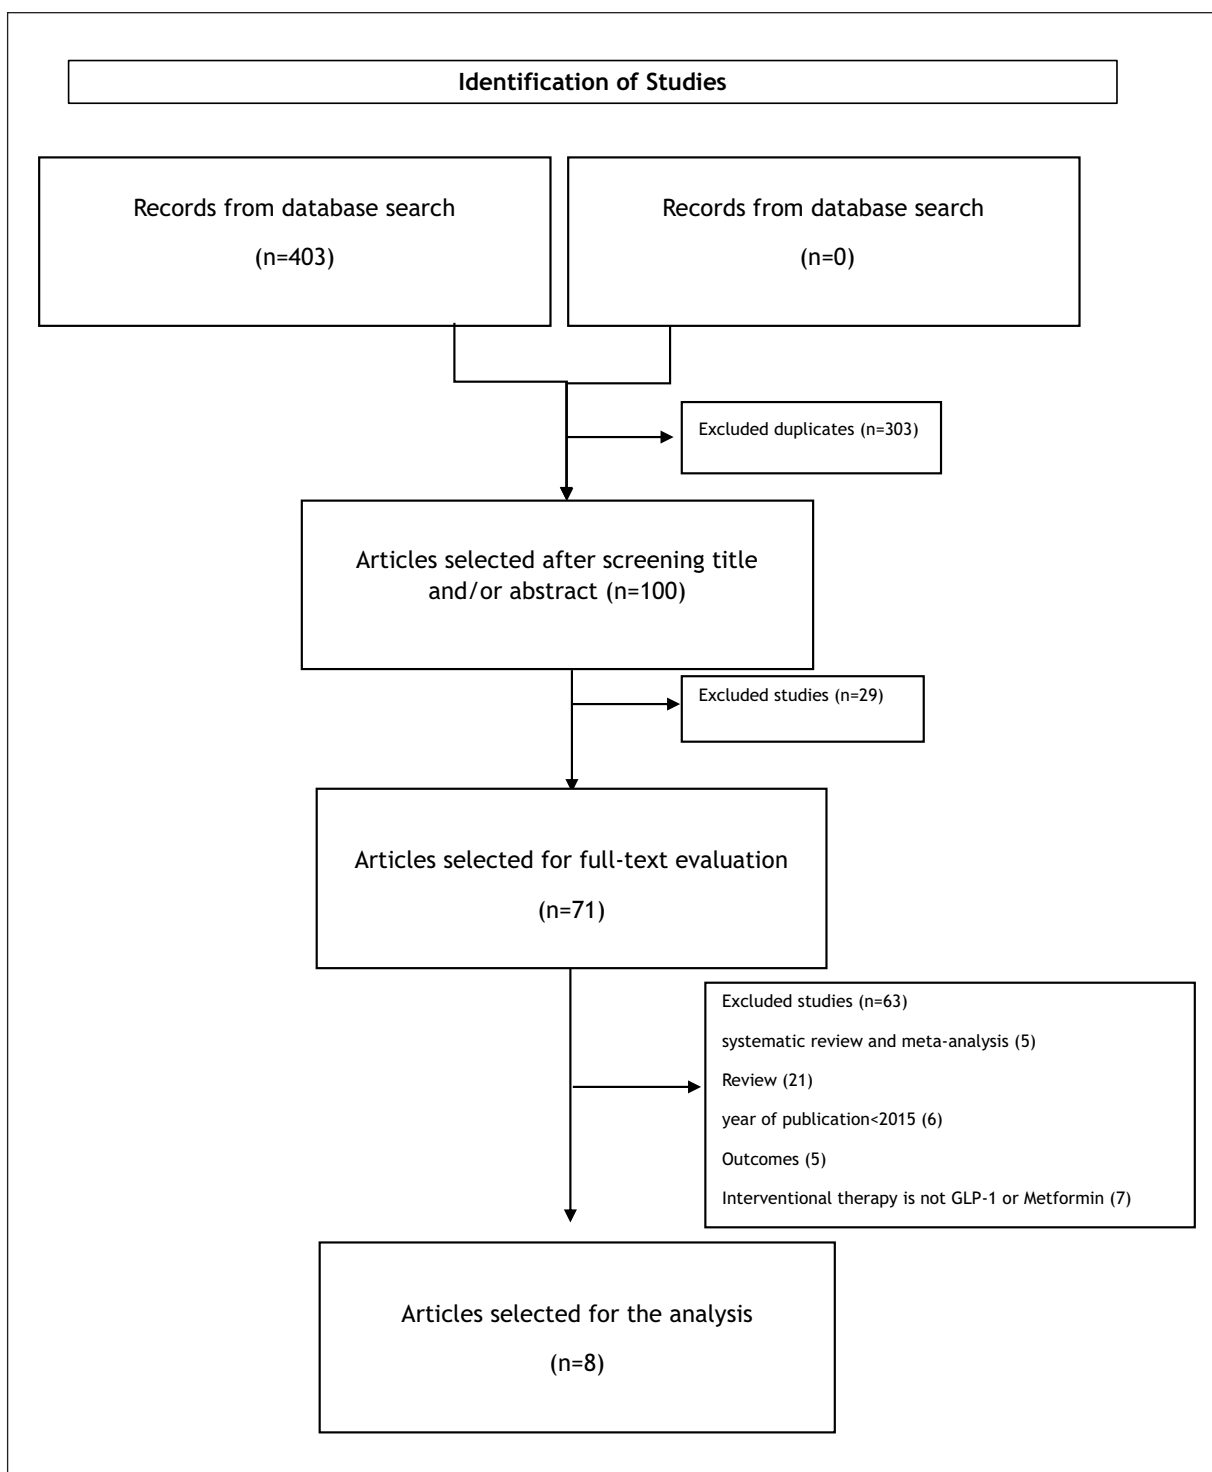 Identification of Studies
Records from database search
(n=403)
Records from database search
(n=0)
Excluded duplicates (n=303)
Articles selected after screening title
and/or abstract (n=100)
Excluded studies (n=29)
Articles selected for full-text evaluation
(n=71)
Excluded studies (n=63)
systematic review and meta-analysis (5)
Review (21)
year of publication<2015 (6)
Outcomes (5)
Interventional therapy is not GLP-1 or Metformin (7)
Articles selected for the analysis
(n=8)